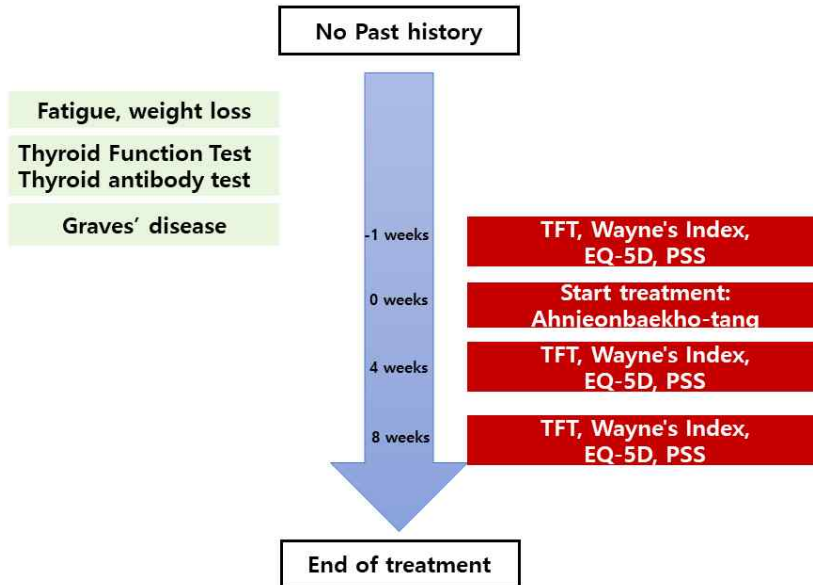 No Past history
Fatigue, weight loss
Thyroid Function Test
Thyroid antibody test
Graves' disease
-1 weeks
TFT, Wayne's Index,
EQ-5D, PSS
0 weeks
Start treatment:
Ahnjeonbaekho-tang
4 weeks
TFT, Wayne's Index,
EQ-5D, PSS
8 weeks
TFT, Wayne's Index,
EQ-5D, PSS
End of treatment